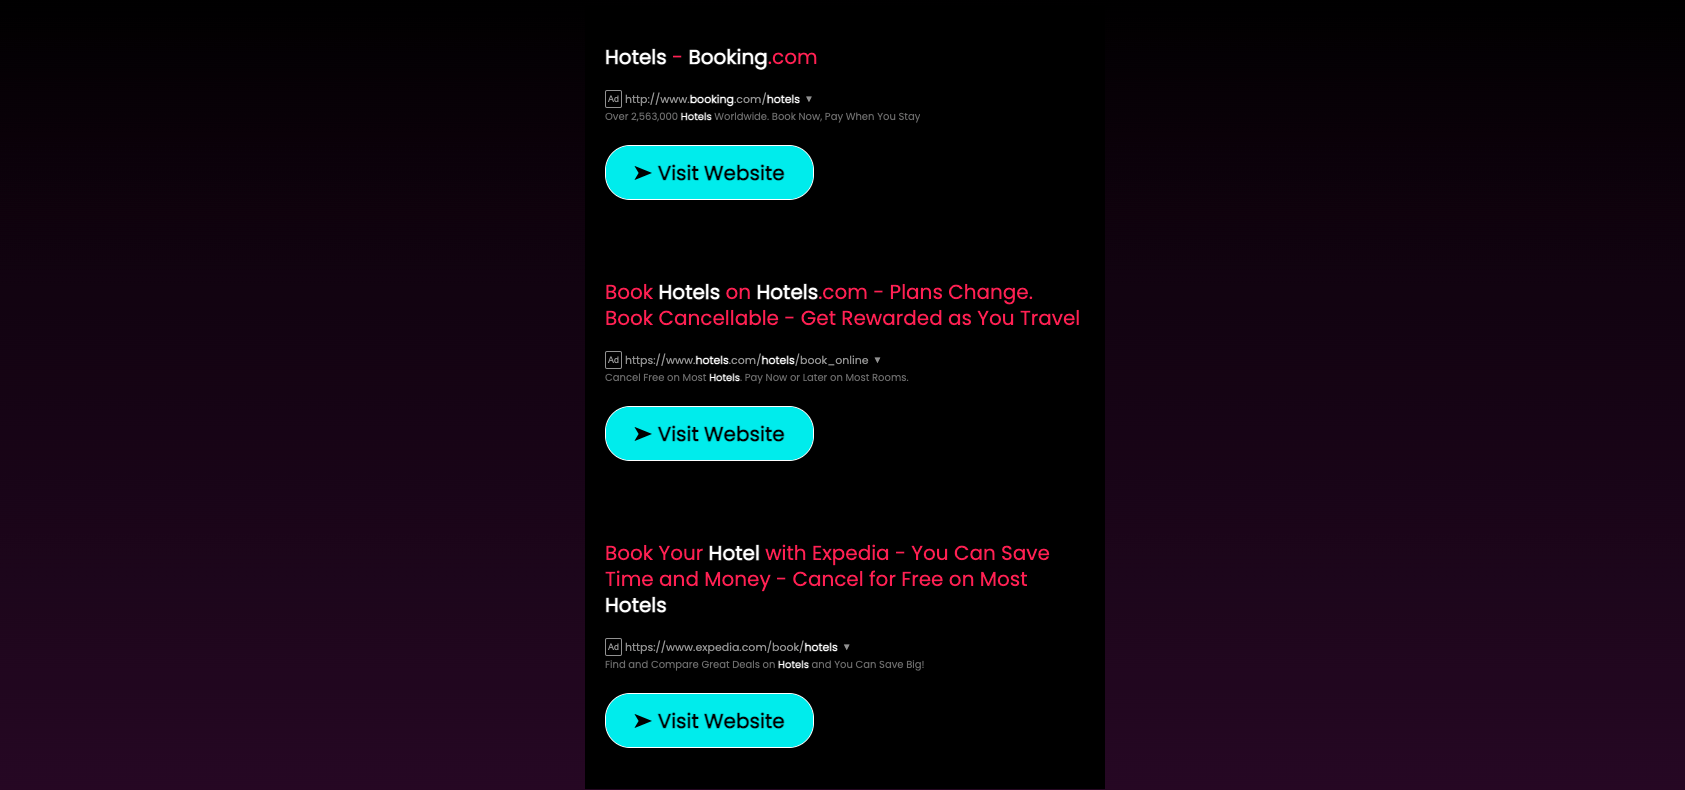 Hotels - Booking.com
Ad http://www.booking.com/hotels ▼
Over 2,563,000 Hotels Worldwide. Book Now, Pay When You Stay
➤ Visit Website
Book Hotels on Hotels.com - Plans Change.
Book Cancellable - Get Rewarded as You Travel
Ad https://www.hotels.com/hotels/book_online ▼
Cancel Free on Most Hotels. Pay Now or Later on Most Rooms.
➤ Visit Website
Book Your Hotel with Expedia - You Can Save
Time and Money - Cancel for Free on Most
Hotels
Ad https://www.expedia.com/book/hotels ▼
Find and Compare Great Deals on Hotels and You Can Save Big!
➤ Visit Website